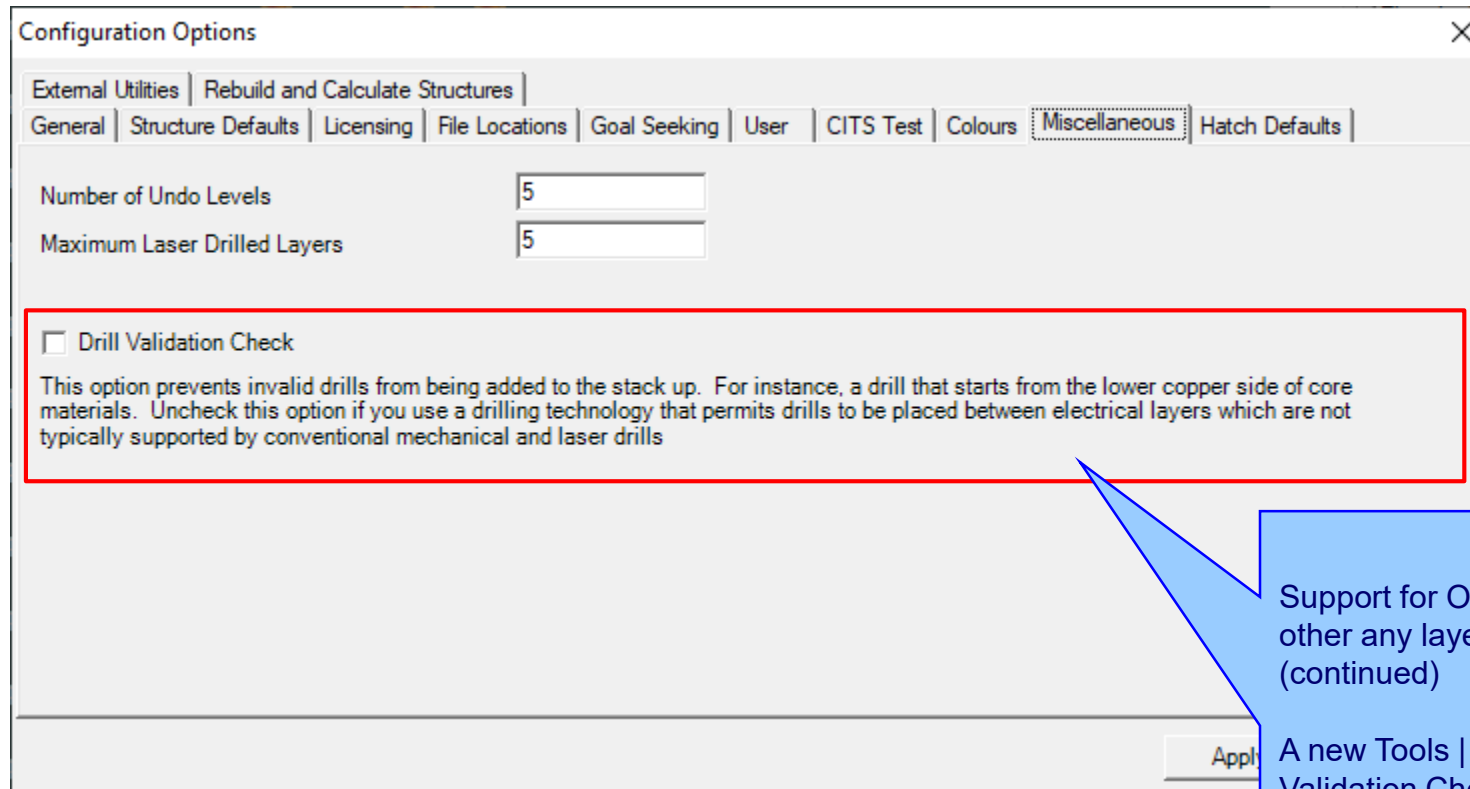 Configuration Options
External Utilities Rebuild and Calculate Structures
General Structure Defaults Licensing File Locations Goal Seeking User CITS Test Colours Miscellaneous Hatch Defaults
Number of Undo Levels 5
Maximum Laser Drilled Layers 5
Drill Validation Check
This option prevents invalid drills from being added to the stack up. For instance, a drill that starts from the lower copper side of core
materials. Uncheck this option if you use a drilling technology that permits drills to be placed between electrical layers which are not
typically supported by conventional mechanical and laser drills
Support for
other any
(continued)
Apply
A new Tools |
Validation